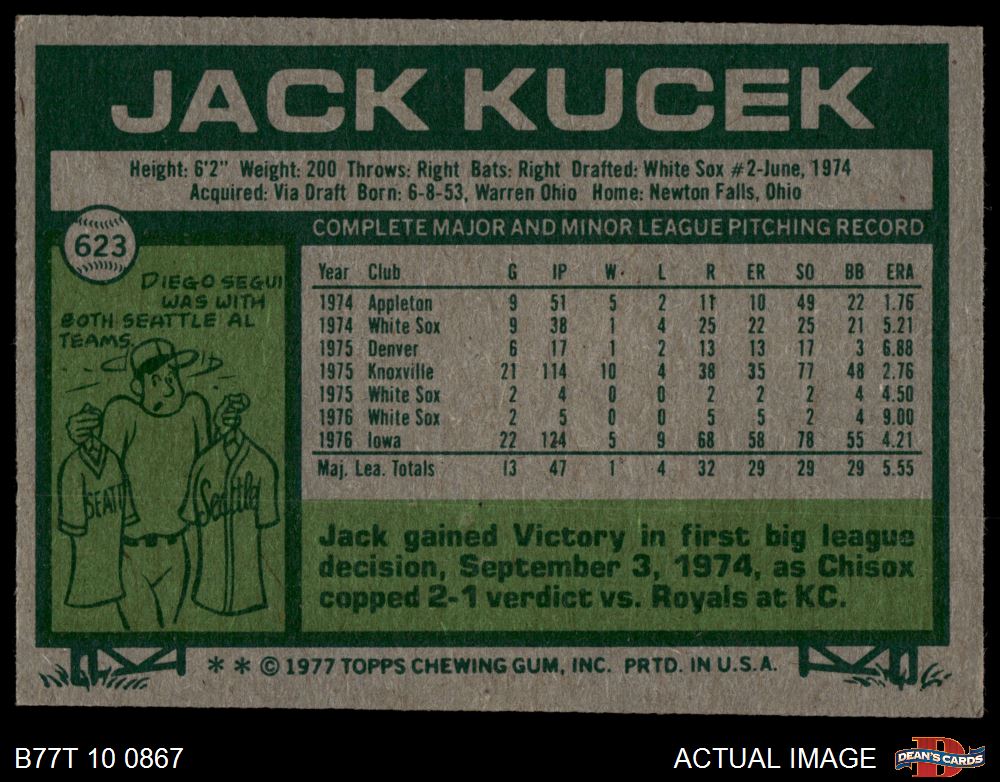 JACK KUCEK
Height: 6'2" Weight: 200 Throws: Right Bats: Right Drafted: White Sox #2-June, 1974
Acquired: Via Draft Born: 6-8-53, Warren Ohio Home: Newton Falls, Ohio
623
DIEGO SEGUI
WAS WITH
BOTH SEATTLE AL
TEAMS.
SEATT
Seattle
COMPLETE MAJOR AND MINOR LEAGUE PITCHING RECORD
Year Club G IP W. L R ER SO BB ERA
1974 Appleton 9 51 5 2 11 10 49 22 1.76
1974 White Sox 9 38 1 4 25 22 25 21 5.21
1975 Denver 6 17 1 2 13 13 17 3 6.88
1975 Knoxville 21 114 10 4 38 35 77 48 2.76
1975 White Sox 2 4 0 0 2 2 2 4 4.50
1976 White Sox 2 5 0 0 5 5 2 4 9.00
1976 Iowa 22 124 5 9 68 58 78 55 4.21
Maj. Lea. Totals 13 47 1 4 32 29 29 29 5.55
Jack gained Victory in first big league
decision, September 3, 1974, as Chisox
copped 2-1 verdict vs. Royals at KC.
** © 1977 TOPPS CHEWING GUM, INC. PRTD. IN U.S.A.
B77T 10 0867
ACTUAL IMAGE
D
DEAN'S CARDS